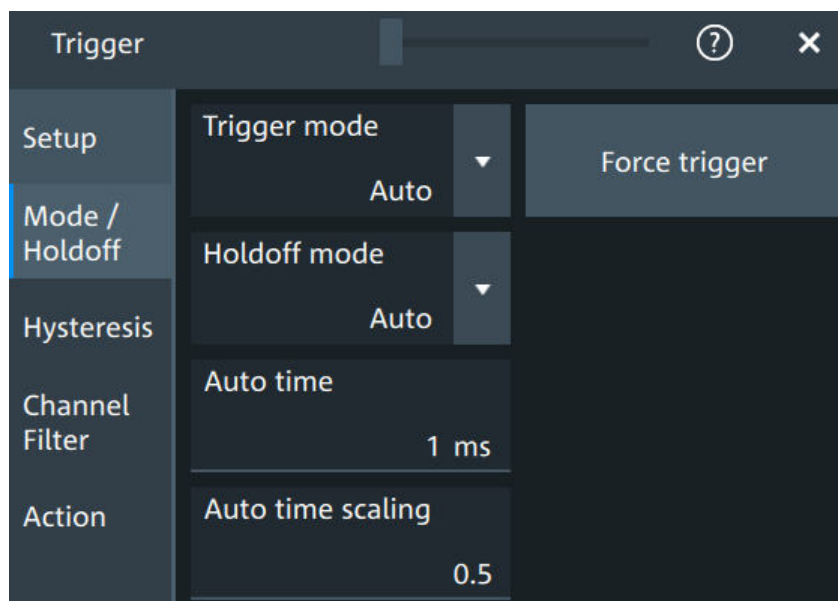 Trigger
?
Setup
Mode /
Holdoff
Hysteresis
Channel
Filter
Action
Trigger mode
Auto
Holdoff mode
Auto
Auto time
1 ms
Auto time scaling
0.5
Force trigger